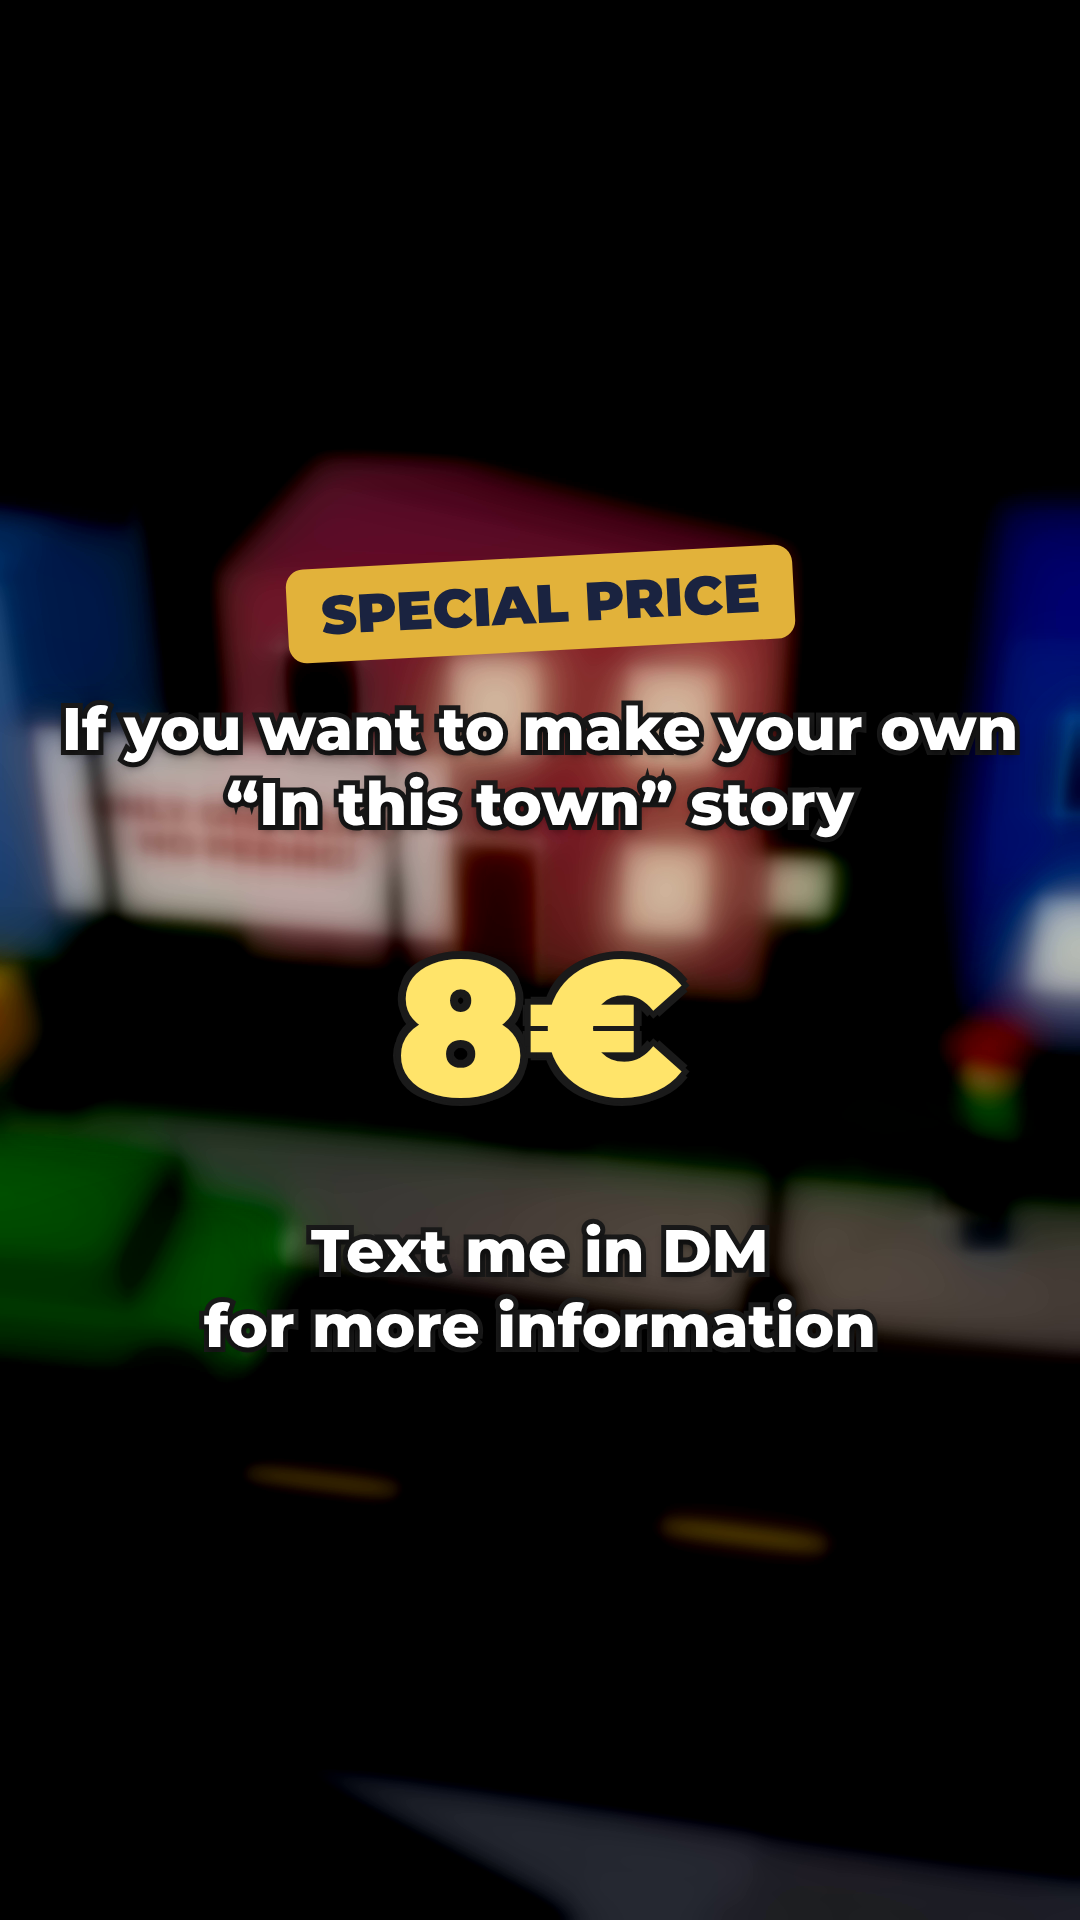 SPECIAL PRICE
If you want to make your own
“In this town” story
8€
Text me in DM
for more information